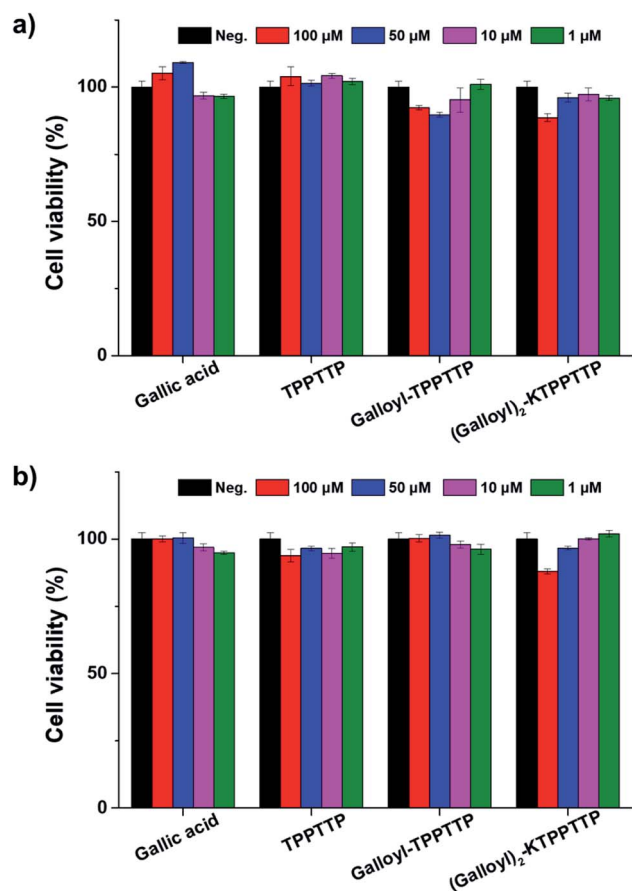 a)
Neg. 100 µM 50 µM 10 µM 1 µM
100
50
0
Cell viability (%)
Gallic acid
TPPTTP
Galloyl-TPPTTP
(Galloyl)₂-KTPPTTP
b)
Neg. 100 µM 50 µM 10 µM 1 µM
100
50
0
Cell viability (%)
Gallic acid
TPPTTP
Galloyl-TPPTTP
(Galloyl)₂-KTPPTTP